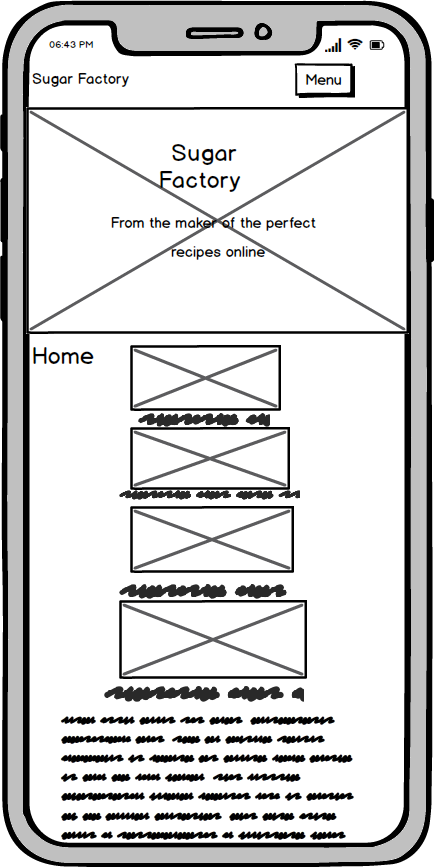 06:43 PM
Sugar Factory
Menu
Sugar
Factory
From the maker of the perfect
recipes online
Home